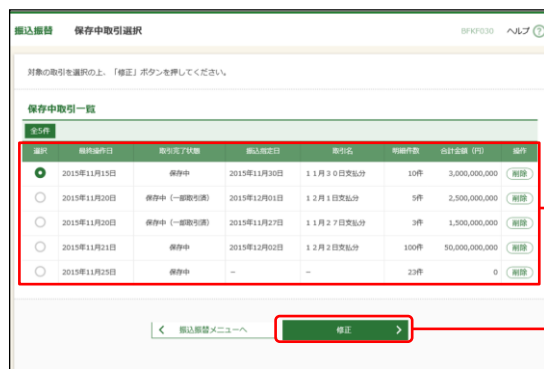 振込振替 保存中取引選択 BFKF030 ヘルプ ?
対象の取引を選択の上、「修正」ボタンを押してください。
保存中取引一覧
全5件
選択 最終操作日 取引完了状態 振込指定日 取引名 明細件数 合計金額（円） 操作
2015年11月15日 保存中 2015年11月30日 11月30日支払分 10件 3,000,000,000 削除
2015年11月20日 保存中（一部取引済） 2015年12月01日 12月1日支払分 5件 2,500,000,000 削除
2015年11月20日 保存中（一部取引済） 2015年11月27日 11月27日支払分 3件 1,500,000,000 削除
2015年11月21日 保存中 2015年12月02日 12月2日支払分 100件 50,000,000,000 削除
2015年11月25日 保存中 － － 23件 0 削除
振込振替メニューへ 修正